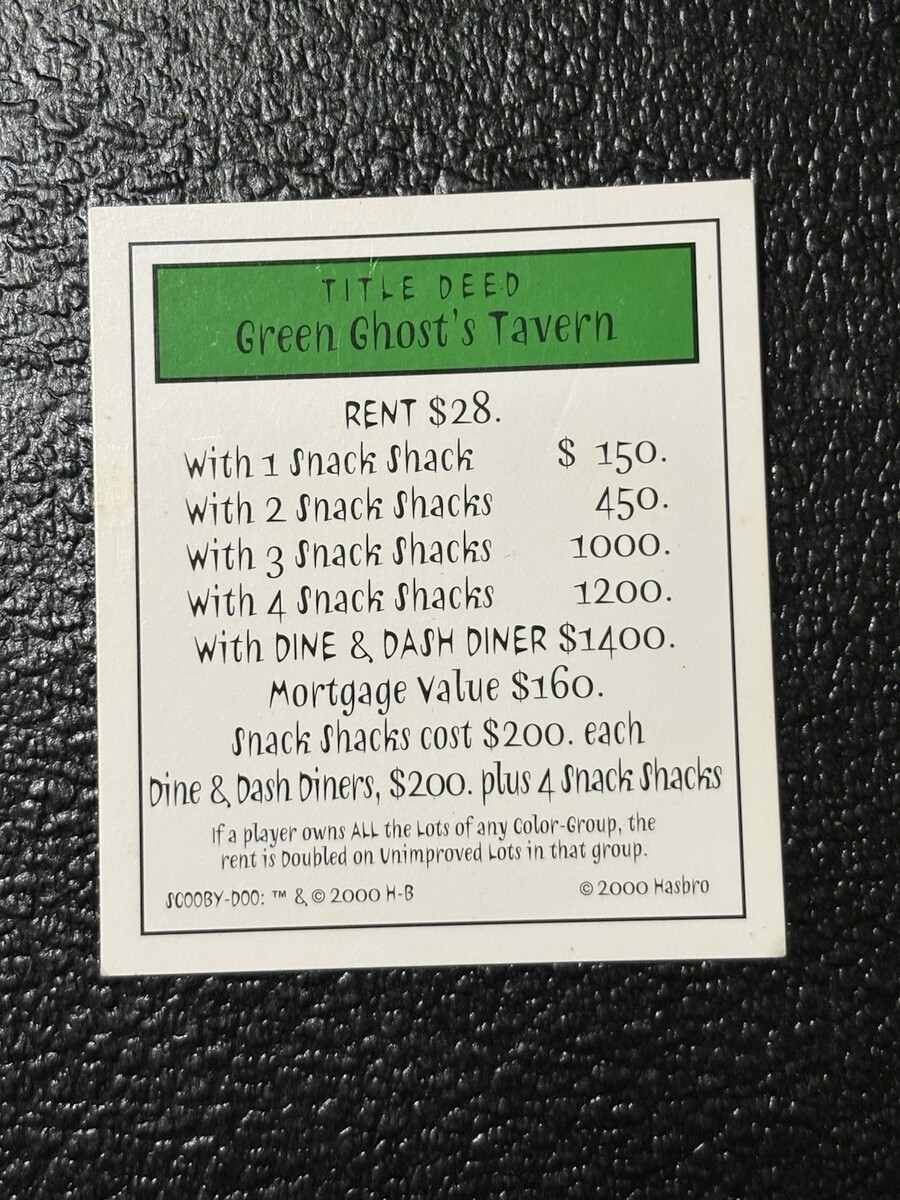 TITLE DEED
Green Ghost's Tavern
RENT $28.
With 1 Snack Shack $ 150.
With 2 Snack Shacks 450.
With 3 Snack Shacks 1000.
With 4 Snack Shacks 1200.
With DINE & DASH DINER $1400.
Mortgage Value $160.
Snack Shacks cost $200. each
Dine & Dash Diners, $200. plus 4 Snack Shacks
If a player owns ALL the Lots of any Color-Group, the
rent is Doubled on Unimproved Lots in that group.
SCOOBY-DOO: ™ & © 2000 H-B © 2000 Hasbro